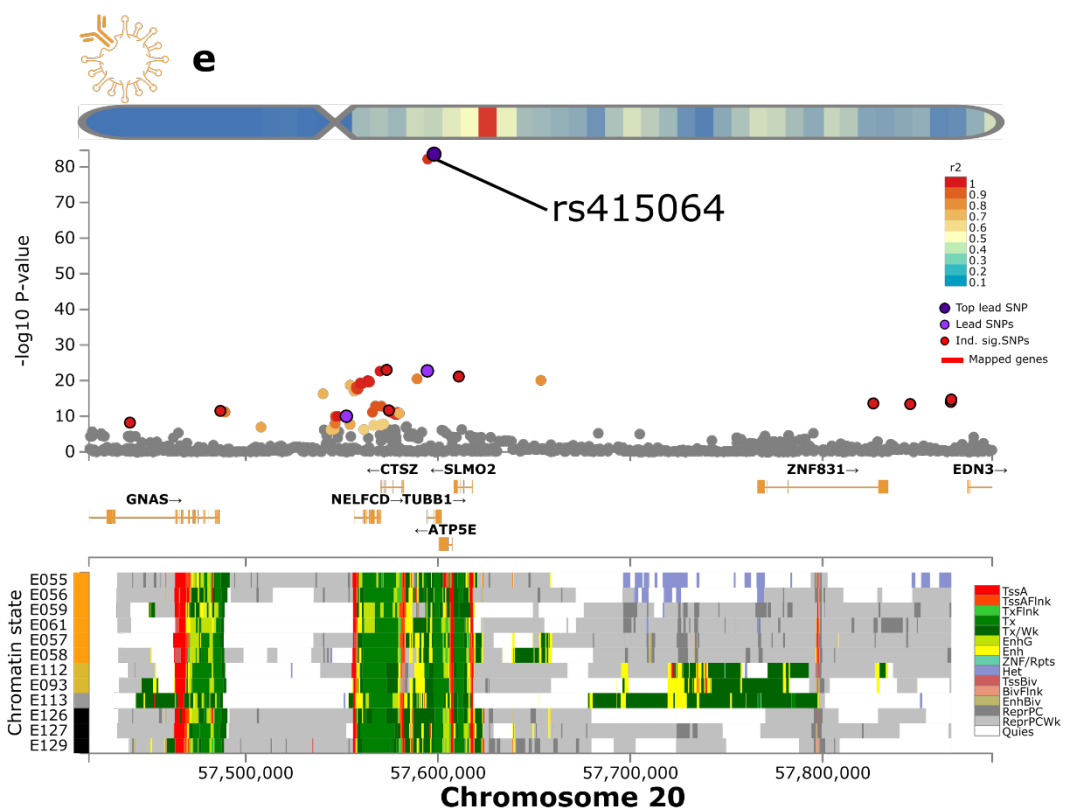 e
80
70
60
50
40
30
20
10
0
-log10 P-value
rs415064
r2
1
0.9
0.8
0.7
0.6
0.5
0.4
0.3
0.2
0.1
Top lead SNP
Lead SNPs
Ind. sig.SNPs
Mapped genes
←CTSZ ←SLMO2 ZNF831→ EDN3→
GNAS→ NELFCD→TUBB1→
←ATP5E
Chromatin state
E055
E056
E059
E061
E057
E058
E112
E093
E113
E126
E127
E129
TssA
TssAFlnk
TxFlnk
Tx
Tx/Wk
EnhG
Enh
ZNF/Rpts
Het
TssBiv
BivFlnk
EnhBiv
ReprPC
ReprPCWk
Quies
57,500,000 57,600,000 57,700,000 57,800,000
Chromosome 20